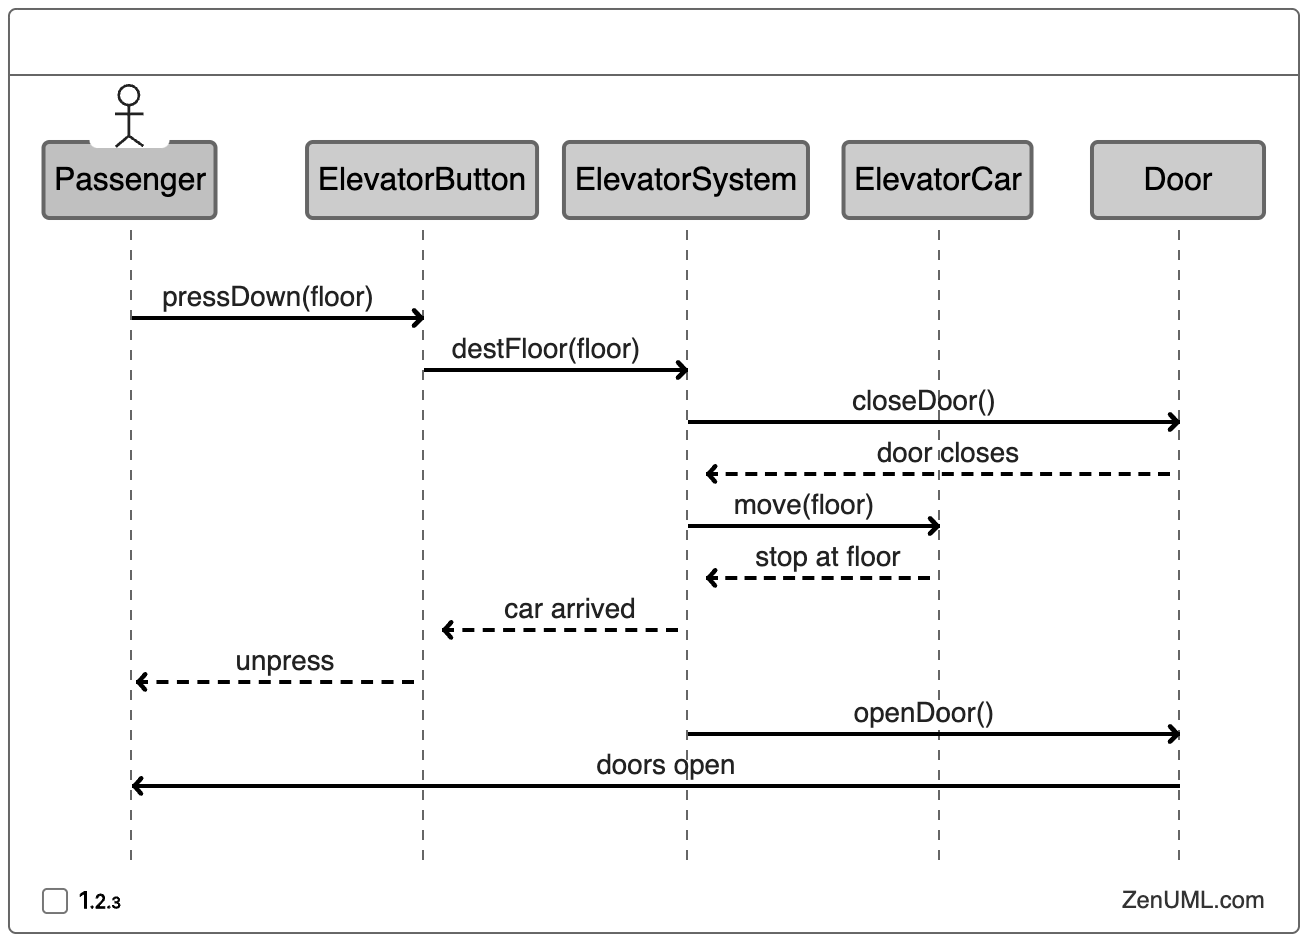 Passenger
ElevatorButton
ElevatorSystem
ElevatorCar
Door
pressDown(floor)
destFloor(floor)
closeDoor()
door closes
move(floor)
stop at floor
car arrived
unpress
openDoor()
doors open
1.2.3
ZenUML.com